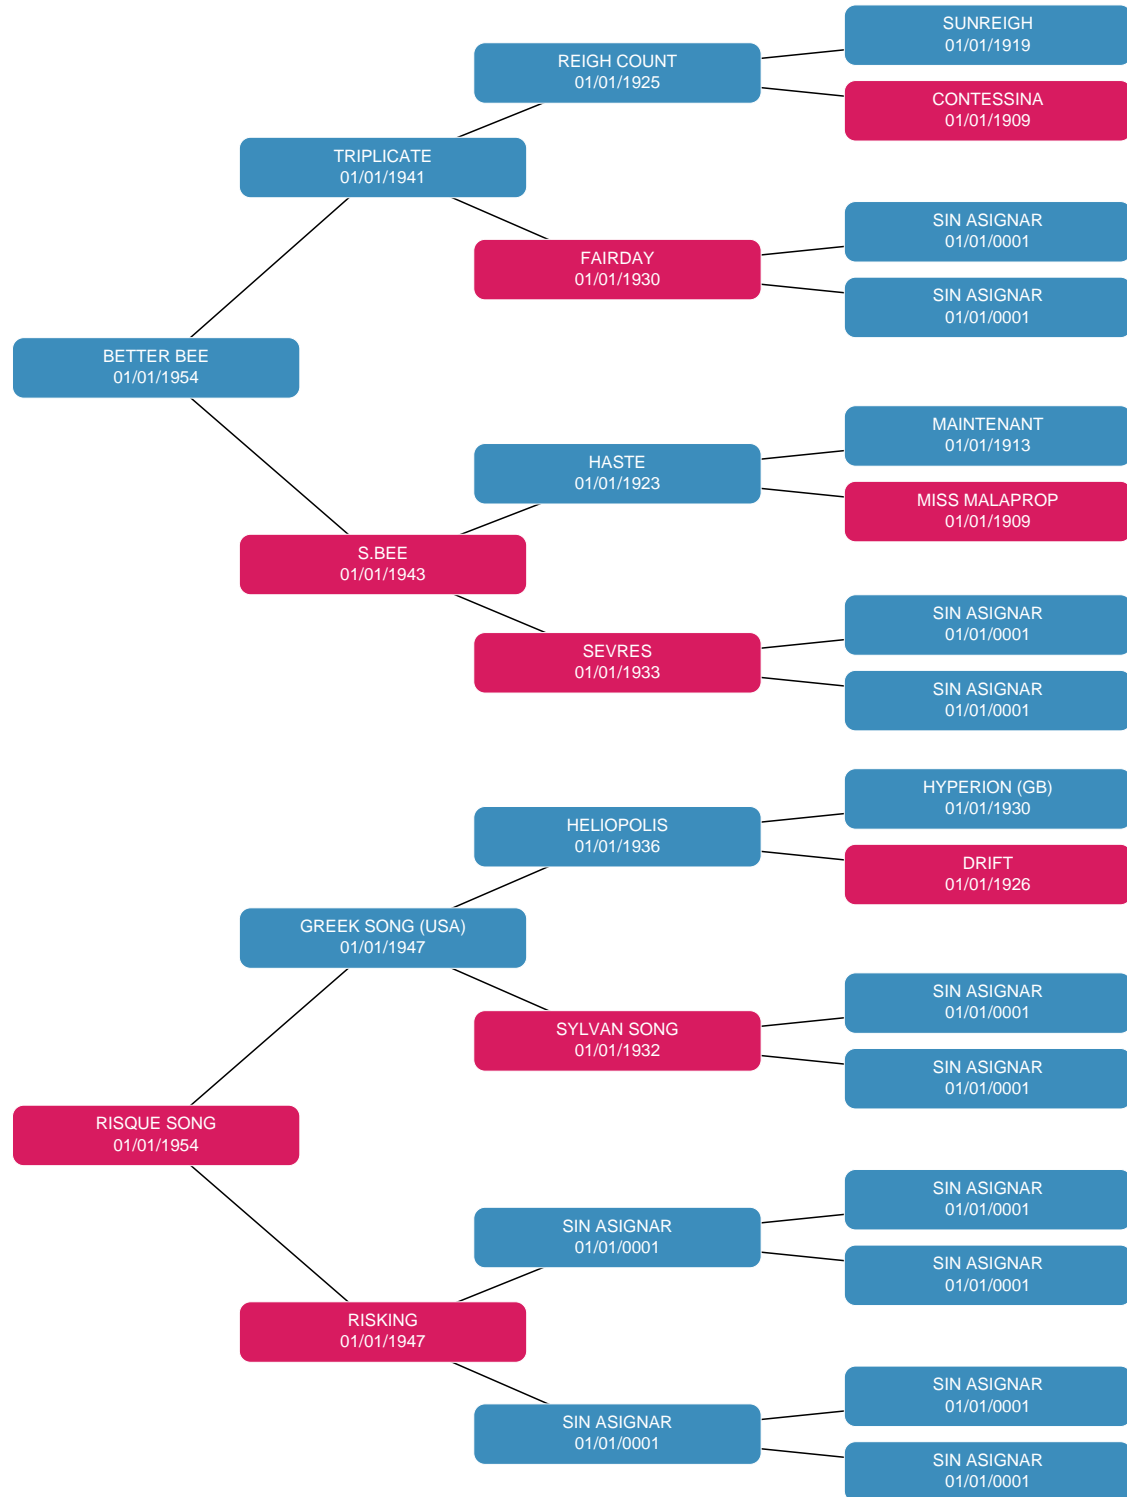 SUNREIGH
01/01/1919
REIGH COUNT
01/01/1925
CONTESSINA
01/01/1909
TRIPLICATE
01/01/1941
SIN ASIGNAR
01/01/0001
FAIRDAY
01/01/1930
SIN ASIGNAR
01/01/0001
BETTER BEE
01/01/1954
MAINTENANT
01/01/1913
HASTE
01/01/1923
MISS MALAPROP
01/01/1909
S.BEE
01/01/1943
SIN ASIGNAR
01/01/0001
SEVRES
01/01/1933
SIN ASIGNAR
01/01/0001
HYPERION (GB)
01/01/1930
HELIOPOLIS
01/01/1936
DRIFT
01/01/1926
GREEK SONG (USA)
01/01/1947
SIN ASIGNAR
01/01/0001
SYLVAN SONG
01/01/1932
SIN ASIGNAR
01/01/0001
RISQUE SONG
01/01/1954
SIN ASIGNAR
01/01/0001
SIN ASIGNAR
01/01/0001
SIN ASIGNAR
01/01/0001
RISKING
01/01/1947
SIN ASIGNAR
01/01/0001
SIN ASIGNAR
01/01/0001
SIN ASIGNAR
01/01/0001